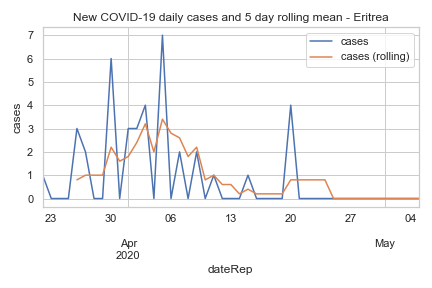 New COVID-19 daily cases and 5 day rolling mean - Eritrea
cases
cases (rolling)
cases
7
6
5
4
3
2
1
0
23 30 06 13 20 27 04
Apr May
2020
dateRep